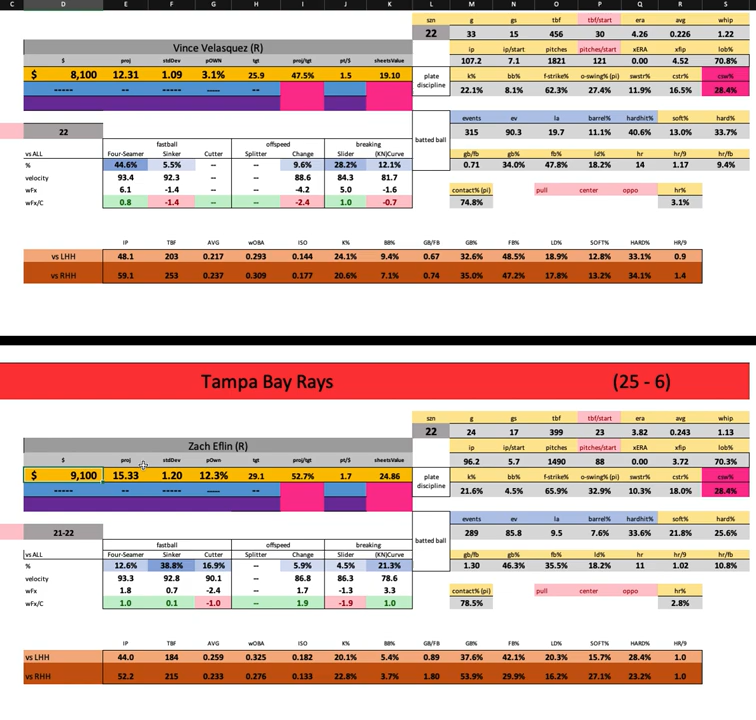 C D E F G H I J K L M N O P Q R S
szn g gs tbf tbf/start era avg whip
22 33 15 456 30 4.26 0.226 1.22
Vince Velasquez (R) ip ip/start pitches pitches/start xERA xfip lob%
107.2 7.1 1821 121 0.00 4.52 70.8%
$ proj stdDev pOWN tgt proj/tgt pt/$ sheetsValue
$ 8,100 12.31 1.09 3.1% 25.9 47.5% 1.5 19.10
plate discipline k% bb% f-strike% o-swing% (pi) swstr% cstr% csw%
----- -- -- ---- -- 22.1% 8.1% 62.3% 27.4% 11.9% 16.5% 28.4%
events ev la barrel% hardhit% soft% hard%
22 batted ball 315 90.3 19.7 11.1% 40.6% 13.0% 33.7%
fastball offspeed breaking
gb/fb gb% fb% ld% hr hr/9 hr/fb
vs ALL Four-Seamer Sinker Cutter Splitter Change Slider (KN)Curve
0.71 34.0% 47.8% 18.2% 14 1.17 9.4%
% 44.6% 5.5% -- -- 9.6% 28.2% 12.1%
velocity 93.4 92.3 -- -- 88.6 84.3 81.7
wFx 6.1 -1.4 -- -- -4.2 5.0 -1.6
contact% (pi) pull center oppo hr%
wFx/C 0.8 -1.4 -- -- -2.4 1.0 -0.7
74.8% 3.1%
IP TBF AVG wOBA ISO K% BB% GB/FB GB% FB% LD% SOFT% HARD% HR/9
vs LHH 48.1 203 0.217 0.293 0.144 24.1% 9.4% 0.67 32.6% 48.5% 18.9% 12.8% 33.1% 0.9
vs RHH 59.1 253 0.237 0.309 0.177 20.6% 7.1% 0.74 35.0% 47.2% 17.8% 13.2% 34.1% 1.4
Tampa Bay Rays (25 - 6)
szn g gs tbf tbf/start era avg whip
22 24 17 399 23 3.82 0.243 1.13
Zach Eflin (R) ip ip/start pitches pitches/start xERA xfip lob%
96.2 5.7 1490 88 0.00 3.72 70.3%
$ proj stdDev pOwn tgt proj/tgt pt/$ sheetsValue
$ 9,100 15.33 1.20 12.3% 29.1 52.7% 1.7 24.86
plate discipline k% bb% f-strike% o-swing% (pi) swstr% cstr% csw%
----- -- -- ---- -- 21.6% 4.5% 65.9% 32.9% 10.3% 18.0% 28.4%
events ev la barrel% hardhit% soft% hard%
21-22 batted ball 289 85.8 9.5 7.6% 33.6% 21.8% 25.6%
fastball offspeed breaking
gb/fb gb% fb% ld% hr hr/9 hr/fb
vs ALL Four-Seamer Sinker Cutter Splitter Change Slider (KN)Curve
1.30 46.3% 35.5% 18.2% 11 1.02 10.8%
% 12.6% 38.8% 16.9% -- 5.9% 4.5% 21.3%
velocity 93.3 92.8 90.1 -- 86.8 86.3 78.6
wFx 1.8 0.7 -2.4 -- 1.7 -1.3 3.3
contact% (pi) pull center oppo hr%
wFx/C 1.0 0.1 -1.0 -- 1.9 -1.9 1.0
78.5% 2.8%
IP TBF AVG wOBA ISO K% BB% GB/FB GB% FB% LD% SOFT% HARD% HR/9
vs LHH 44.0 184 0.259 0.325 0.182 20.1% 5.4% 0.89 37.6% 42.1% 20.3% 15.7% 28.4% 1.0
vs RHH 52.2 215 0.233 0.276 0.133 22.8% 3.7% 1.80 53.9% 29.9% 16.2% 27.1% 23.2% 1.0